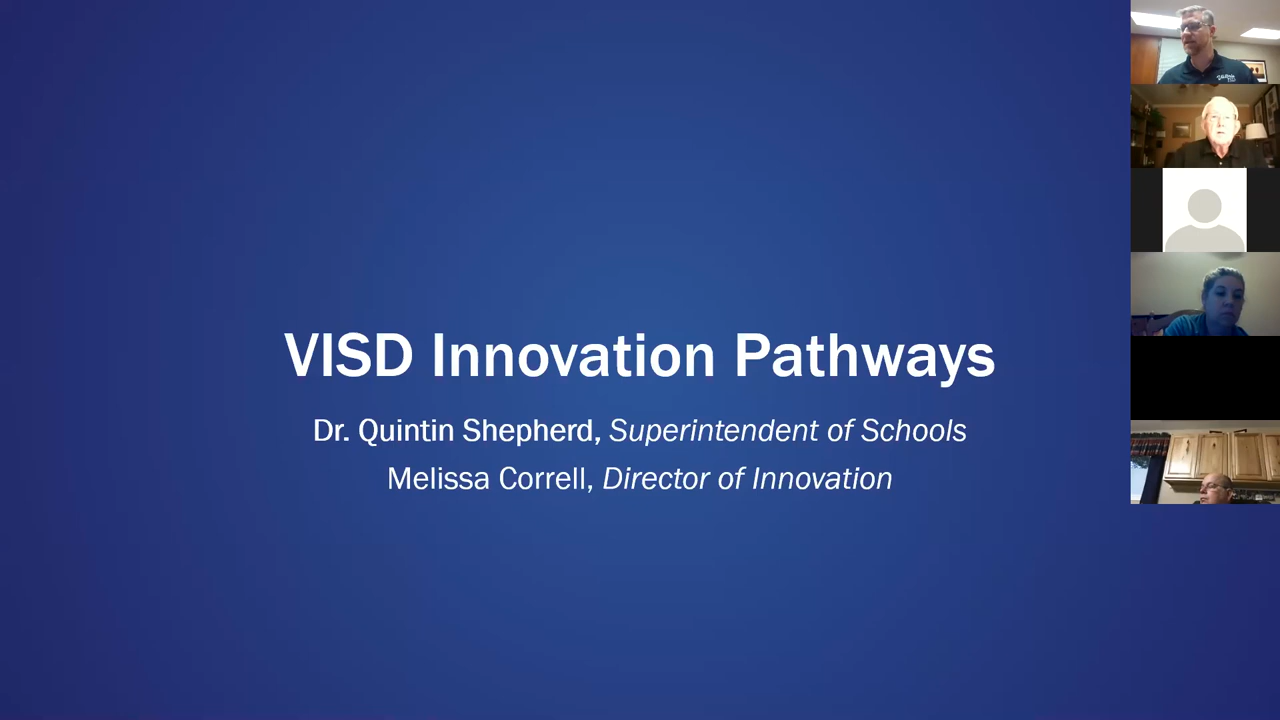 VISD Innovation Pathways
Dr. Quintin Shepherd, Superintendent of Schools
Melissa Correll, Director of Innovation